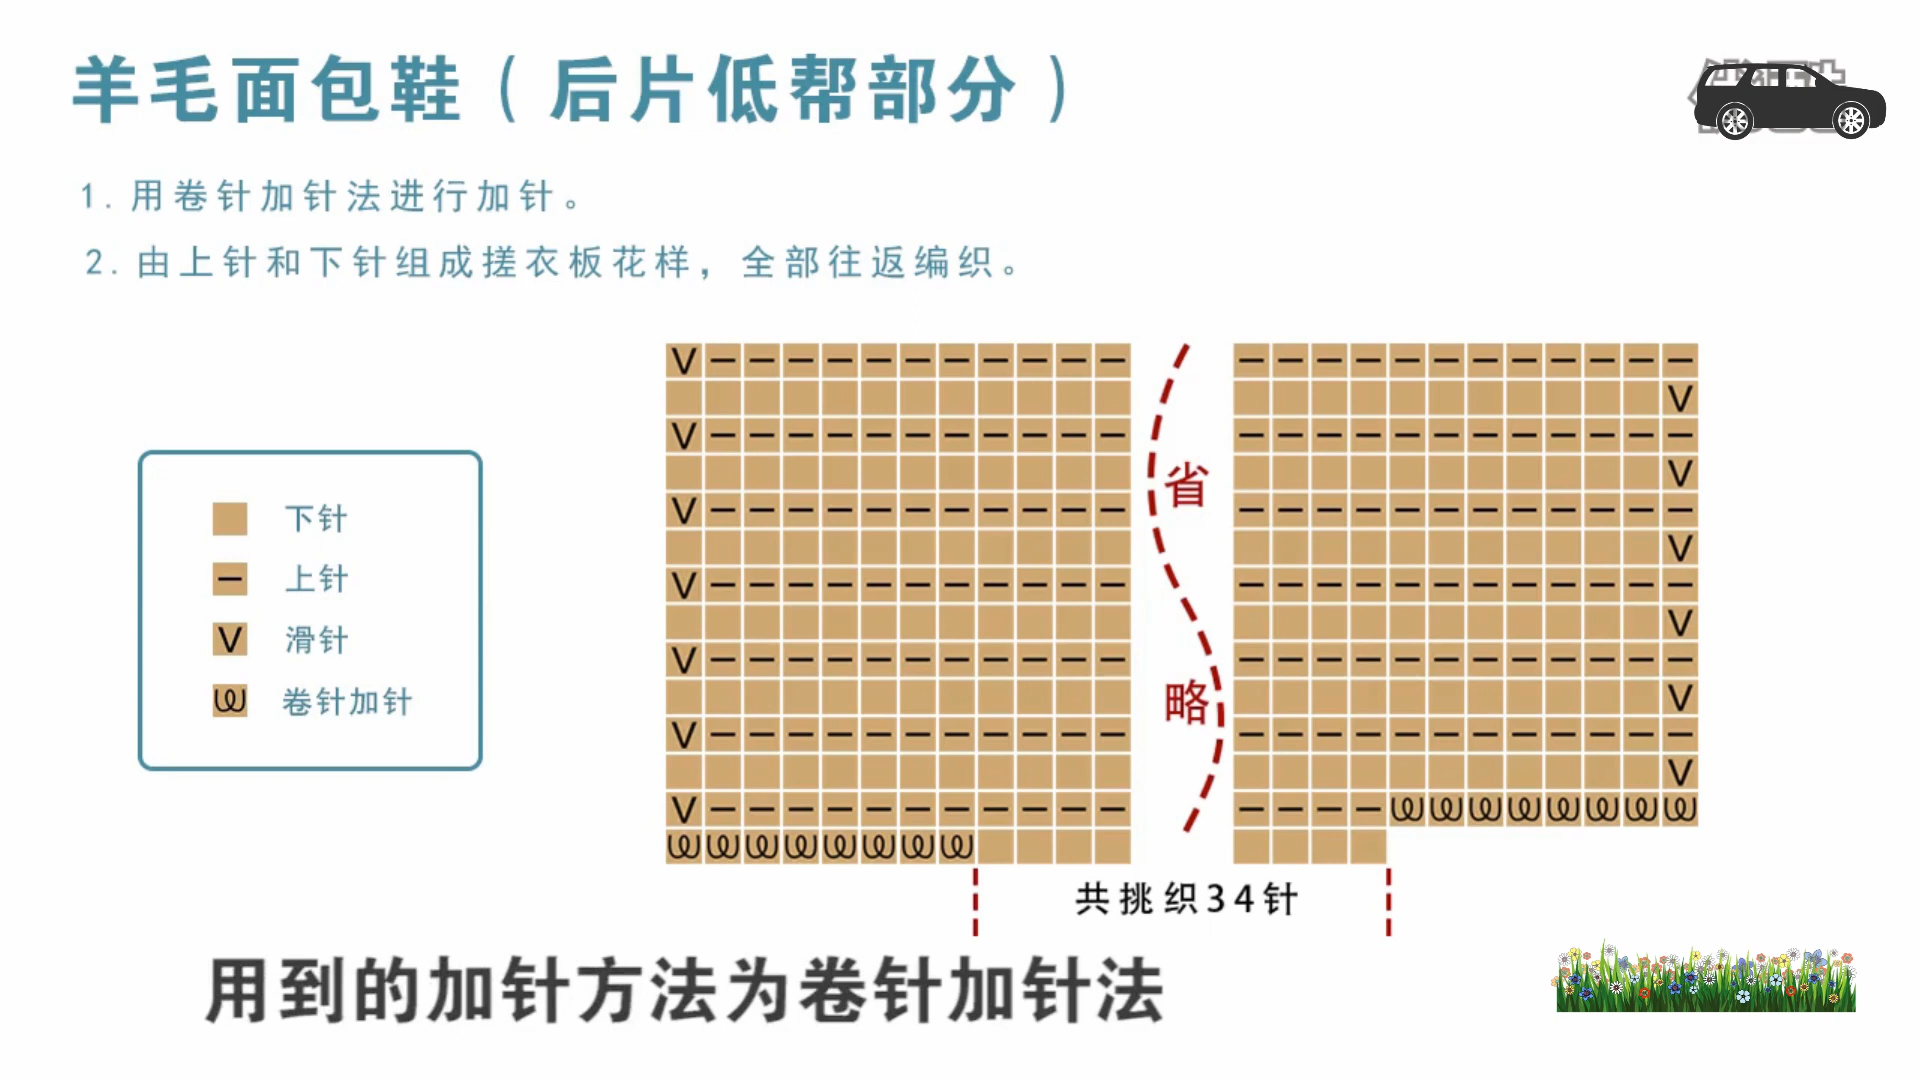 羊毛面包鞋（后片低帮部分）
1. 用卷针加针法进行加针。
2. 由上针和下针组成搓衣板花样，全部往返编织。
下针
上针
V 滑针
卷针加针
省
略
共挑织34针
用到的加针方法为卷针加针法